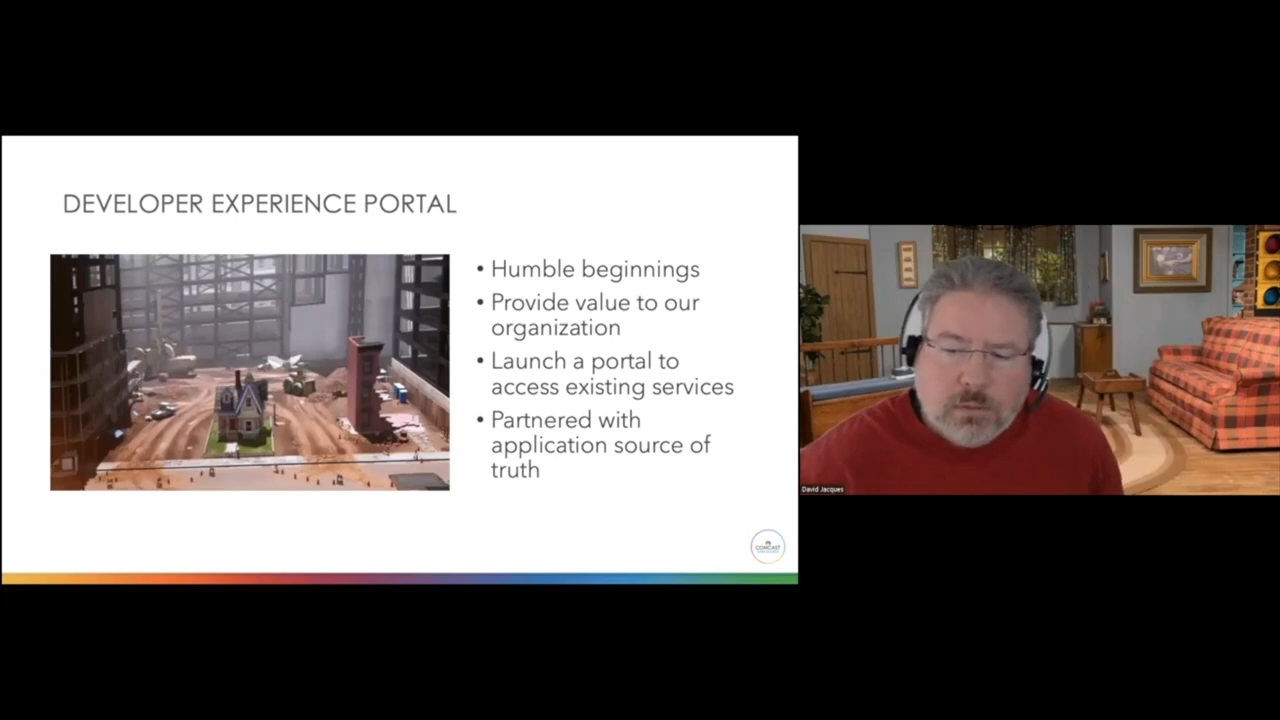 DEVELOPER EXPERIENCE PORTAL
• Humble beginnings
• Provide value to our
organization
• Launch a portal to
access existing services
• Partnered with
application source of
truth
COMCAST
David Jacques